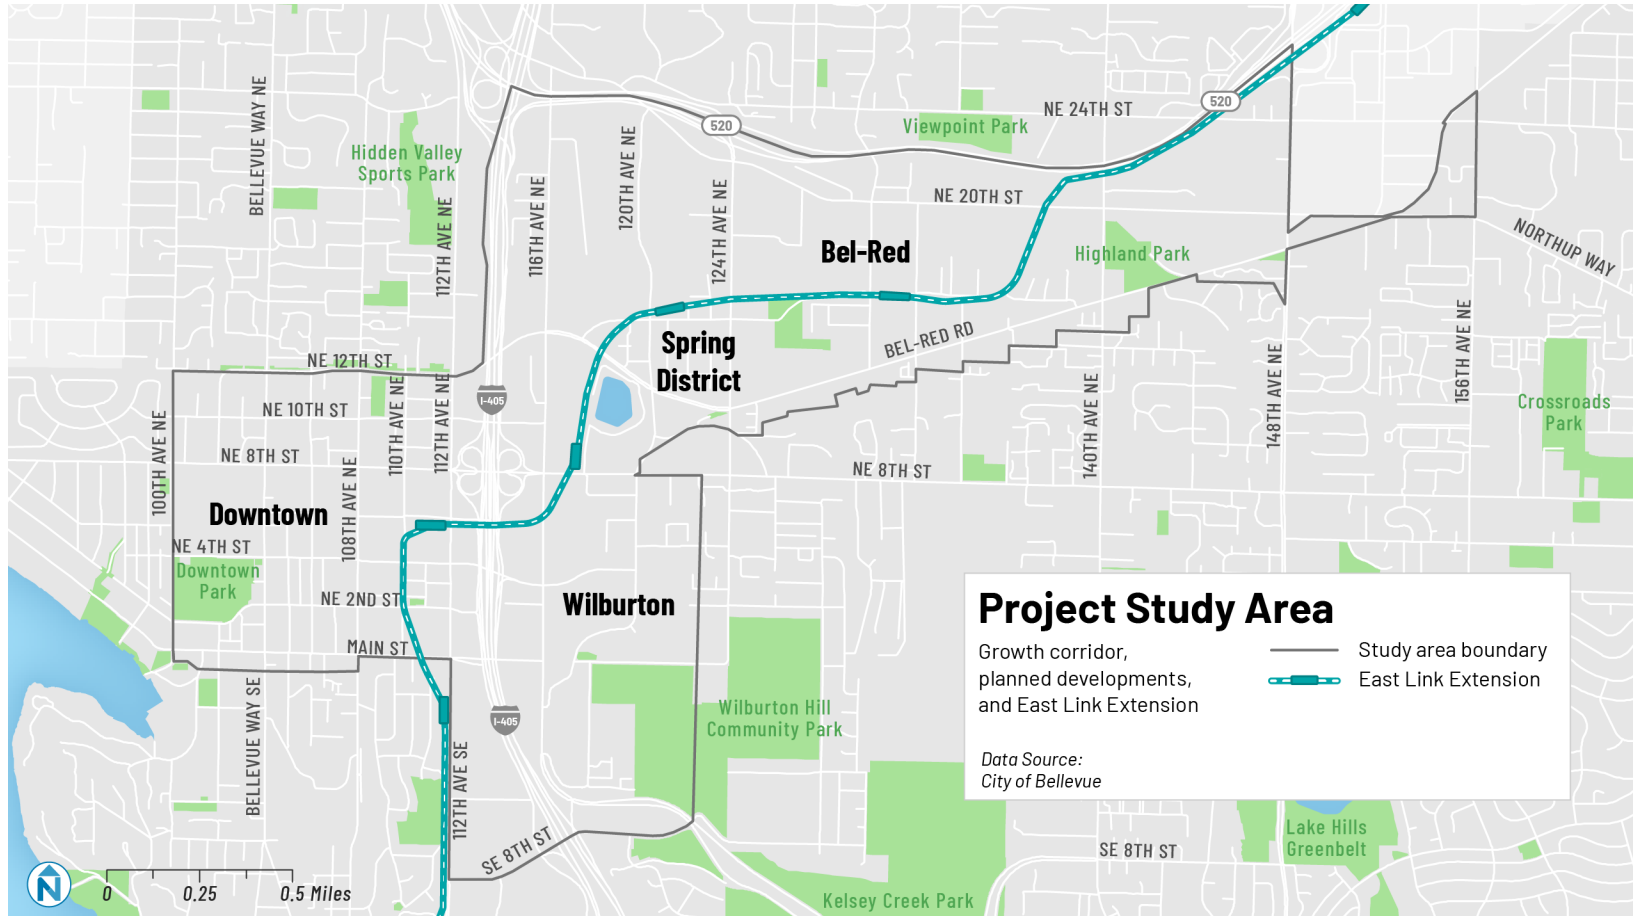 520
NE 24TH ST
520
BELLEVUE WAY NE
Viewpoint Park
Hidden Valley
Sports Park
120TH AVE NE
116TH AVE NE
124TH AVE NE
NE 20TH ST
112TH AVE NE
Bel-Red
Highland Park
NORTHUP WAY
Spring
District
BEL-RED RD
156TH AVE NE
NE 12TH ST
148TH AVE NE
NE 10TH ST
110TH AVE NE
112TH AVE NE
I-405
140TH AVE NE
Crossroads
Park
100TH AVE NE
NE 8TH ST
NE 8TH ST
108TH AVE NE
Downtown
NE 4TH ST
Downtown
Park
NE 2ND ST
Wilburton
MAIN ST
Project Study Area
Growth corridor,
planned developments,
and East Link Extension
Study area boundary
East Link Extension
Data Source:
City of Bellevue
BELLEVUE WAY SE
I-405
Wilburton Hill
Community Park
112TH AVE SE
SE 8TH ST
SE 8TH ST
Lake Hills
Greenbelt
Kelsey Creek Park
N
0 0.25 0.5 Miles